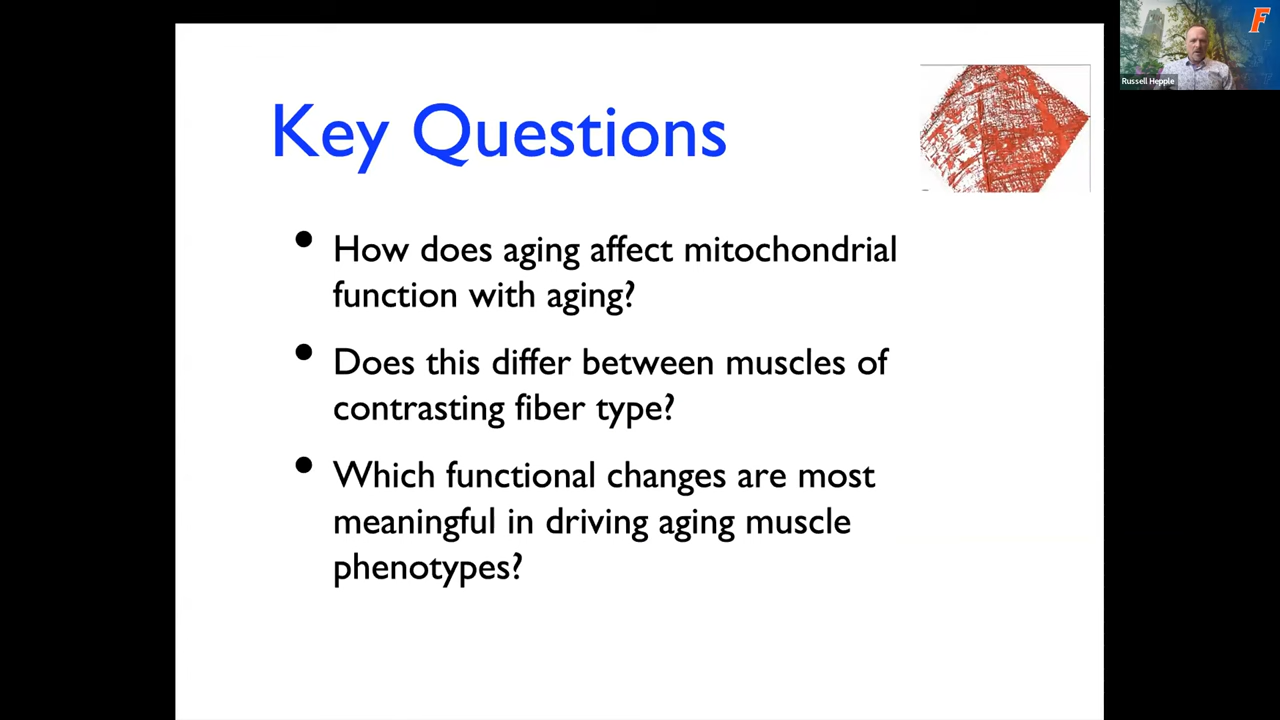 Key Questions
• How does aging affect mitochondrial
function with aging?
• Does this differ between muscles of
contrasting fiber type?
• Which functional changes are most
meaningful in driving aging muscle
phenotypes?
F
Russell Hepple